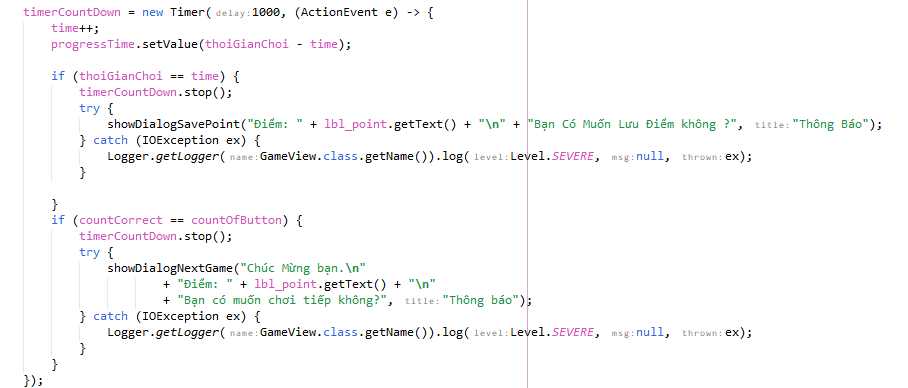 timerCountDown = new Timer( delay:1000, (ActionEvent e) -> {
time++;
progressTime.setValue(thoiGianChoi - time);
if (thoiGianChoi == time) {
timerCountDown.stop();
try {
showDialogSavePoint("Điểm: " + lbl_point.getText() + "\n" + "Bạn Có Muốn Lưu Điểm không ?", title:"Thông Báo");
} catch (IOException ex) {
Logger.getLogger( name:GameView.class.getName()).log( level:Level.SEVERE, msg:null, thrown:ex);
}
}
if (countCorrect == countOfButton) {
timerCountDown.stop();
try {
showDialogNextGame("Chúc Mừng bạn.\n"
+ "Điểm: " + lbl_point.getText() + "\n"
+ "Bạn có muốn chơi tiếp không?", title:"Thông báo");
} catch (IOException ex) {
Logger.getLogger( name:GameView.class.getName()).log( level:Level.SEVERE, msg:null, thrown:ex);
}
}
});